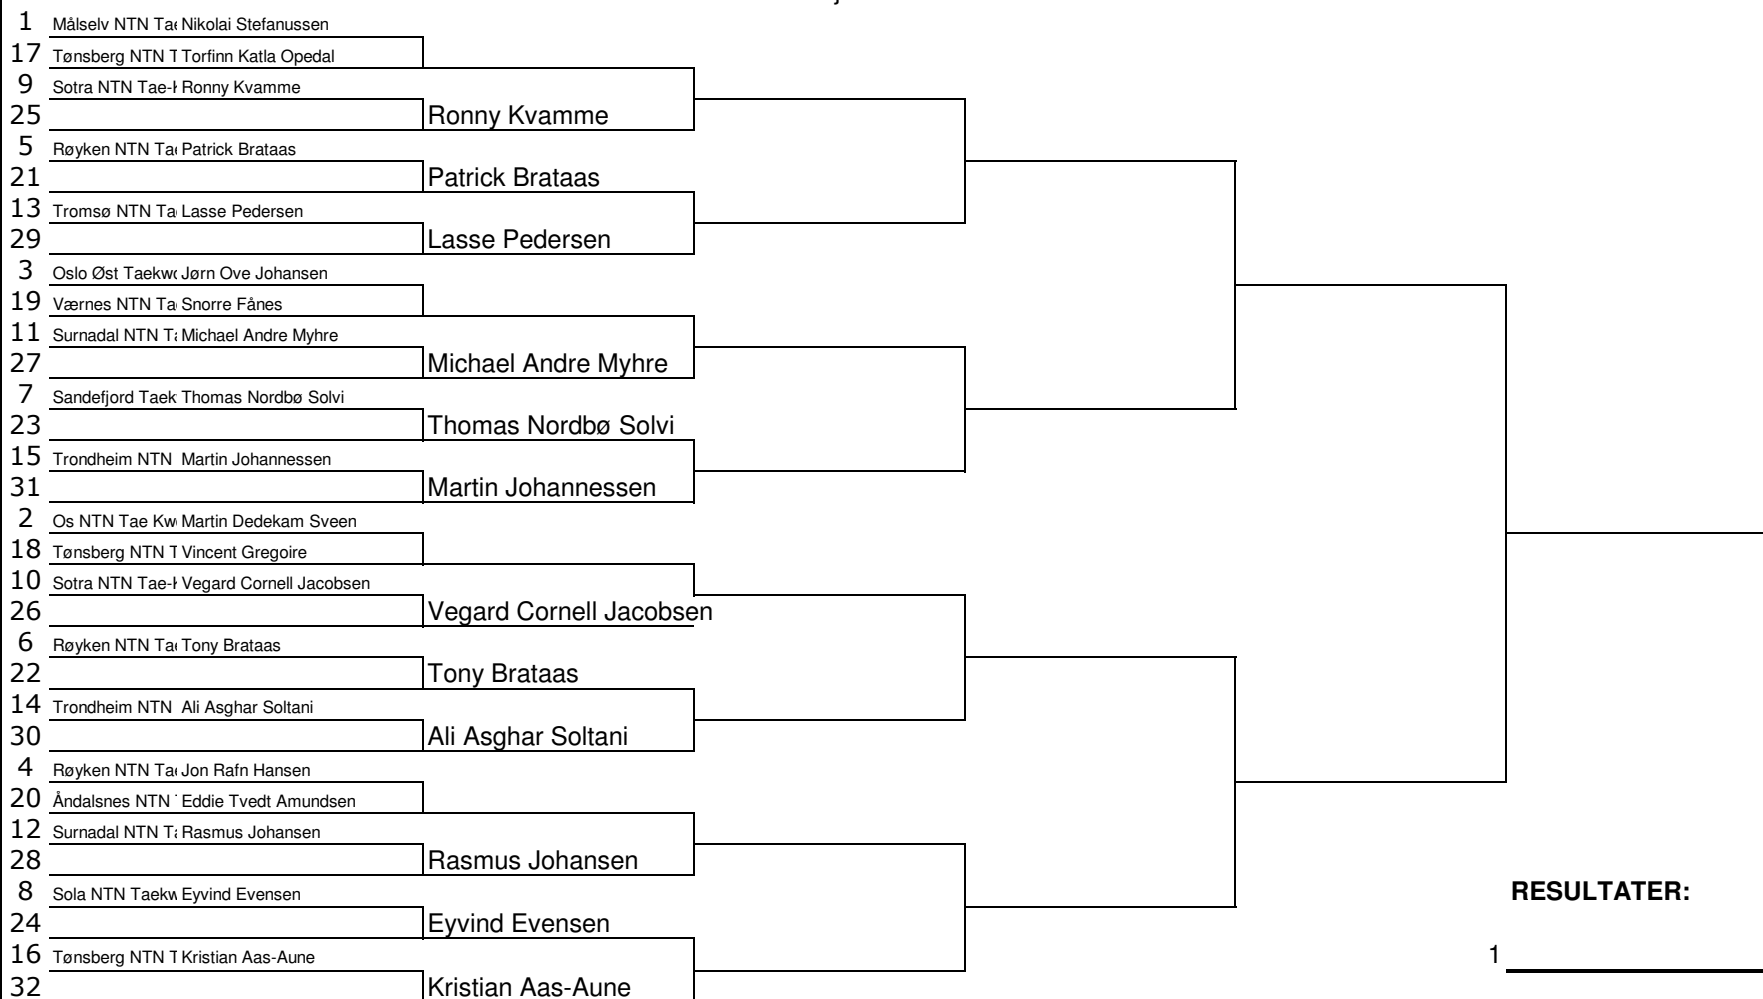 1 Målselv NTN Tae Nikolai Stefanussen
17 Tønsberg NTN T Torfinn Katla Opedal
9 Sotra NTN Tae-K Ronny Kvamme
25 Ronny Kvamme
5 Røyken NTN Tae Patrick Brataas
21 Patrick Brataas
13 Tromsø NTN Ta Lasse Pedersen
29 Lasse Pedersen
3 Oslo Øst Taekwo Jørn Ove Johansen
19 Værnes NTN Ta Snorre Fånes
11 Surnadal NTN Ta Michael Andre Myhre
27 Michael Andre Myhre
7 Sandefjord Taek Thomas Nordbø Solvi
23 Thomas Nordbø Solvi
15 Trondheim NTN Martin Johannessen
31 Martin Johannessen
2 Os NTN Tae Kw Martin Dedekam Sveen
18 Tønsberg NTN T Vincent Gregoire
10 Sotra NTN Tae-K Vegard Cornell Jacobsen
26 Vegard Cornell Jacobsen
6 Røyken NTN Tae Tony Brataas
22 Tony Brataas
14 Trondheim NTN Ali Asghar Soltani
30 Ali Asghar Soltani
4 Røyken NTN Tae Jon Rafn Hansen
20 Åndalsnes NTN Eddie Tvedt Amundsen
12 Surnadal NTN Ta Rasmus Johansen
28 Rasmus Johansen
8 Sola NTN Taekw Eyvind Evensen
RESULTATER:
24 Eyvind Evensen
16 Tønsberg NTN T Kristian Aas-Aune
1
32 Kristian Aas-Aune